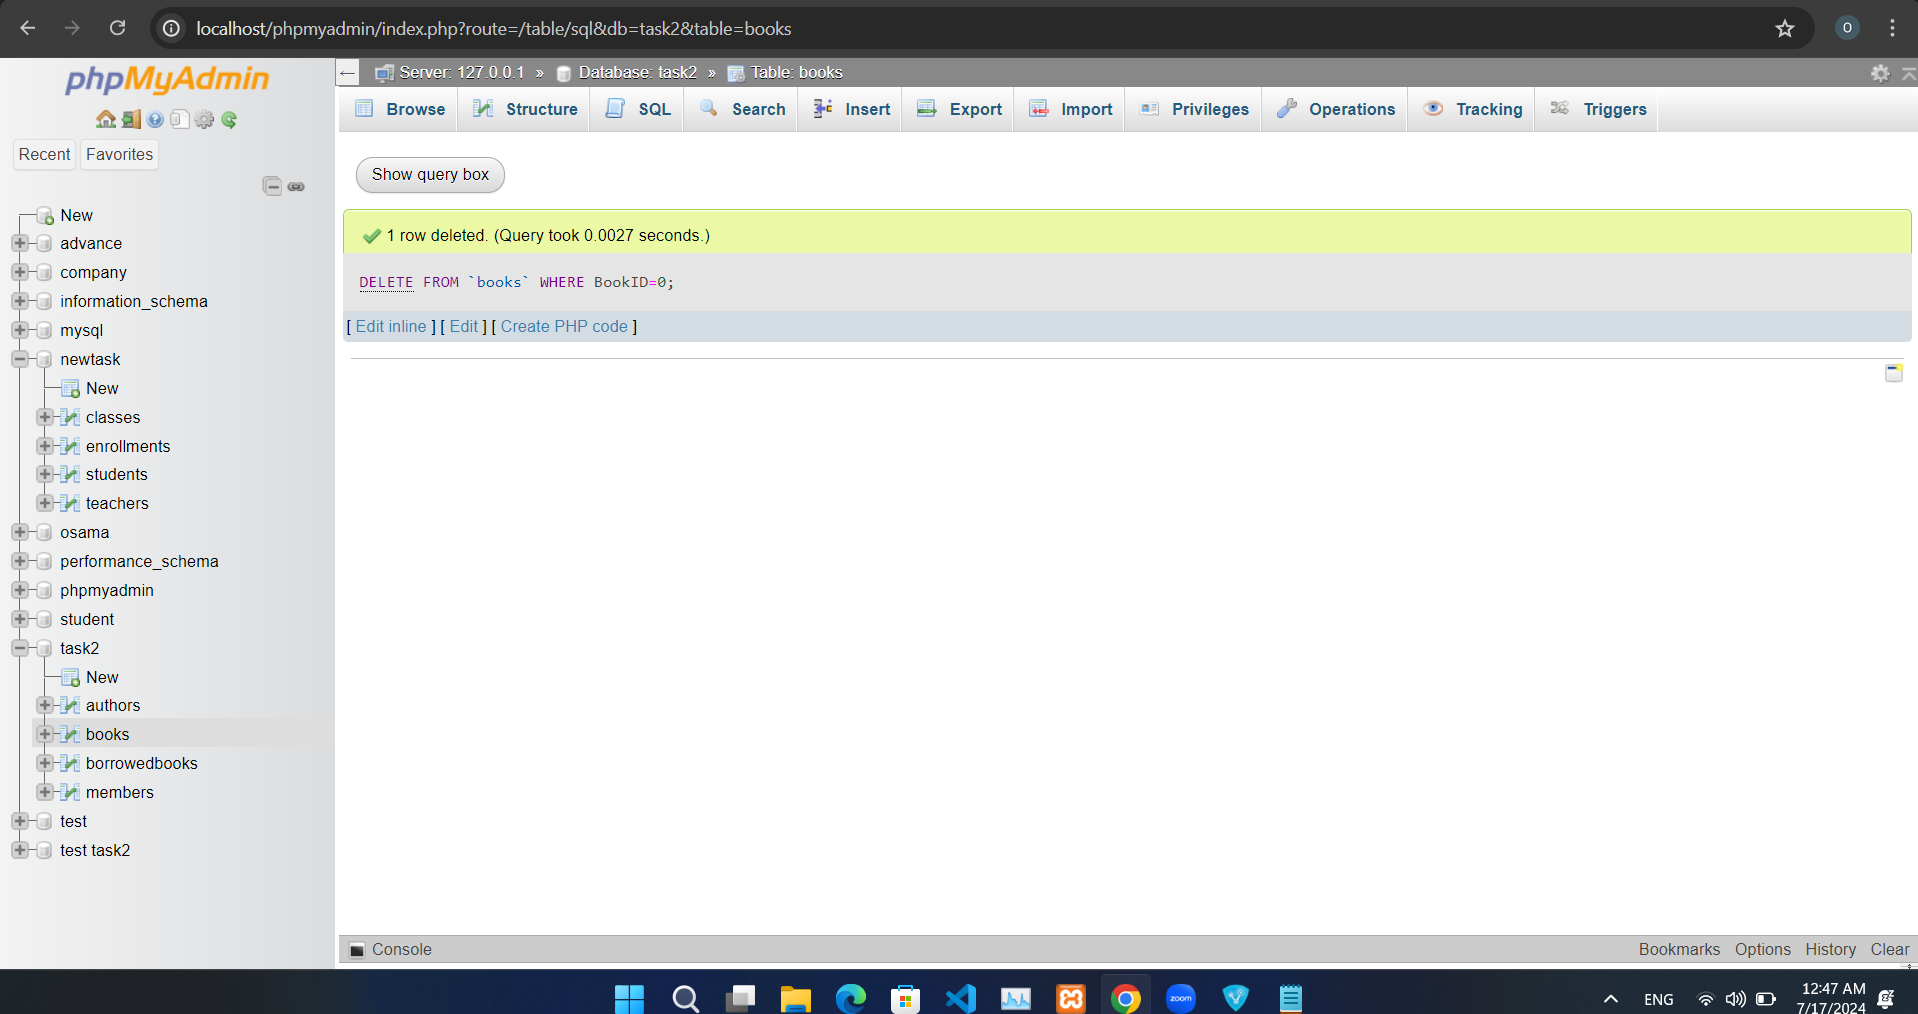 localhost/phpmyadmin/index.php?route=/table/sql&db=task2&table=books
O
phpMyAdmin
Recent
Favorites
New
advance
company
information_schema
mysql
newtask
New
classes
enrollments
students
teachers
osama
performance_schema
phpmyadmin
student
task2
New
authors
books
borrowedbooks
members
test
test task2
← Server: 127.0.0.1 » Database: task2 » Table: books
Browse Structure SQL Search Insert Export Import Privileges Operations Tracking Triggers
Show query box
1 row deleted. (Query took 0.0027 seconds.)
DELETE FROM `books` WHERE BookID=0;
[ Edit inline ] [ Edit ] [ Create PHP code ]
Console Bookmarks Options History Clear
zoom
ENG
12:47 AM
7/17/2024